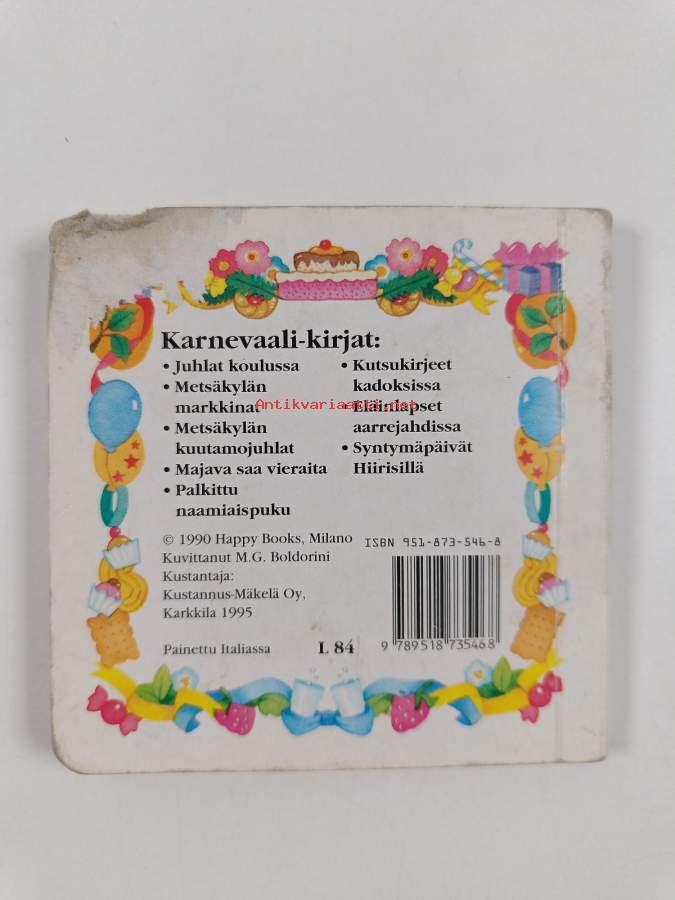 Karnevaali-kirjat:
• Juhlat koulussa
• Metsäkylän
markkinat
• Metsäkylän
kuutamojuhlat
• Majava saa vieraita
• Palkittu
naamiaispuku
• Kutsukirjeet
kadoksissa
• Eläinlapset
aarrejahdissa
• Syntymäpäivät
Hiirisillä
Antikvariaatti.net
© 1990 Happy Books, Milano
Kuvittanut M.G. Boldorini
Kustantaja:
Kustannus-Mäkelä Oy,
Karkkila 1995
Painettu Italiassa
L 84
ISBN 951-873-546-8
9 789518 735468